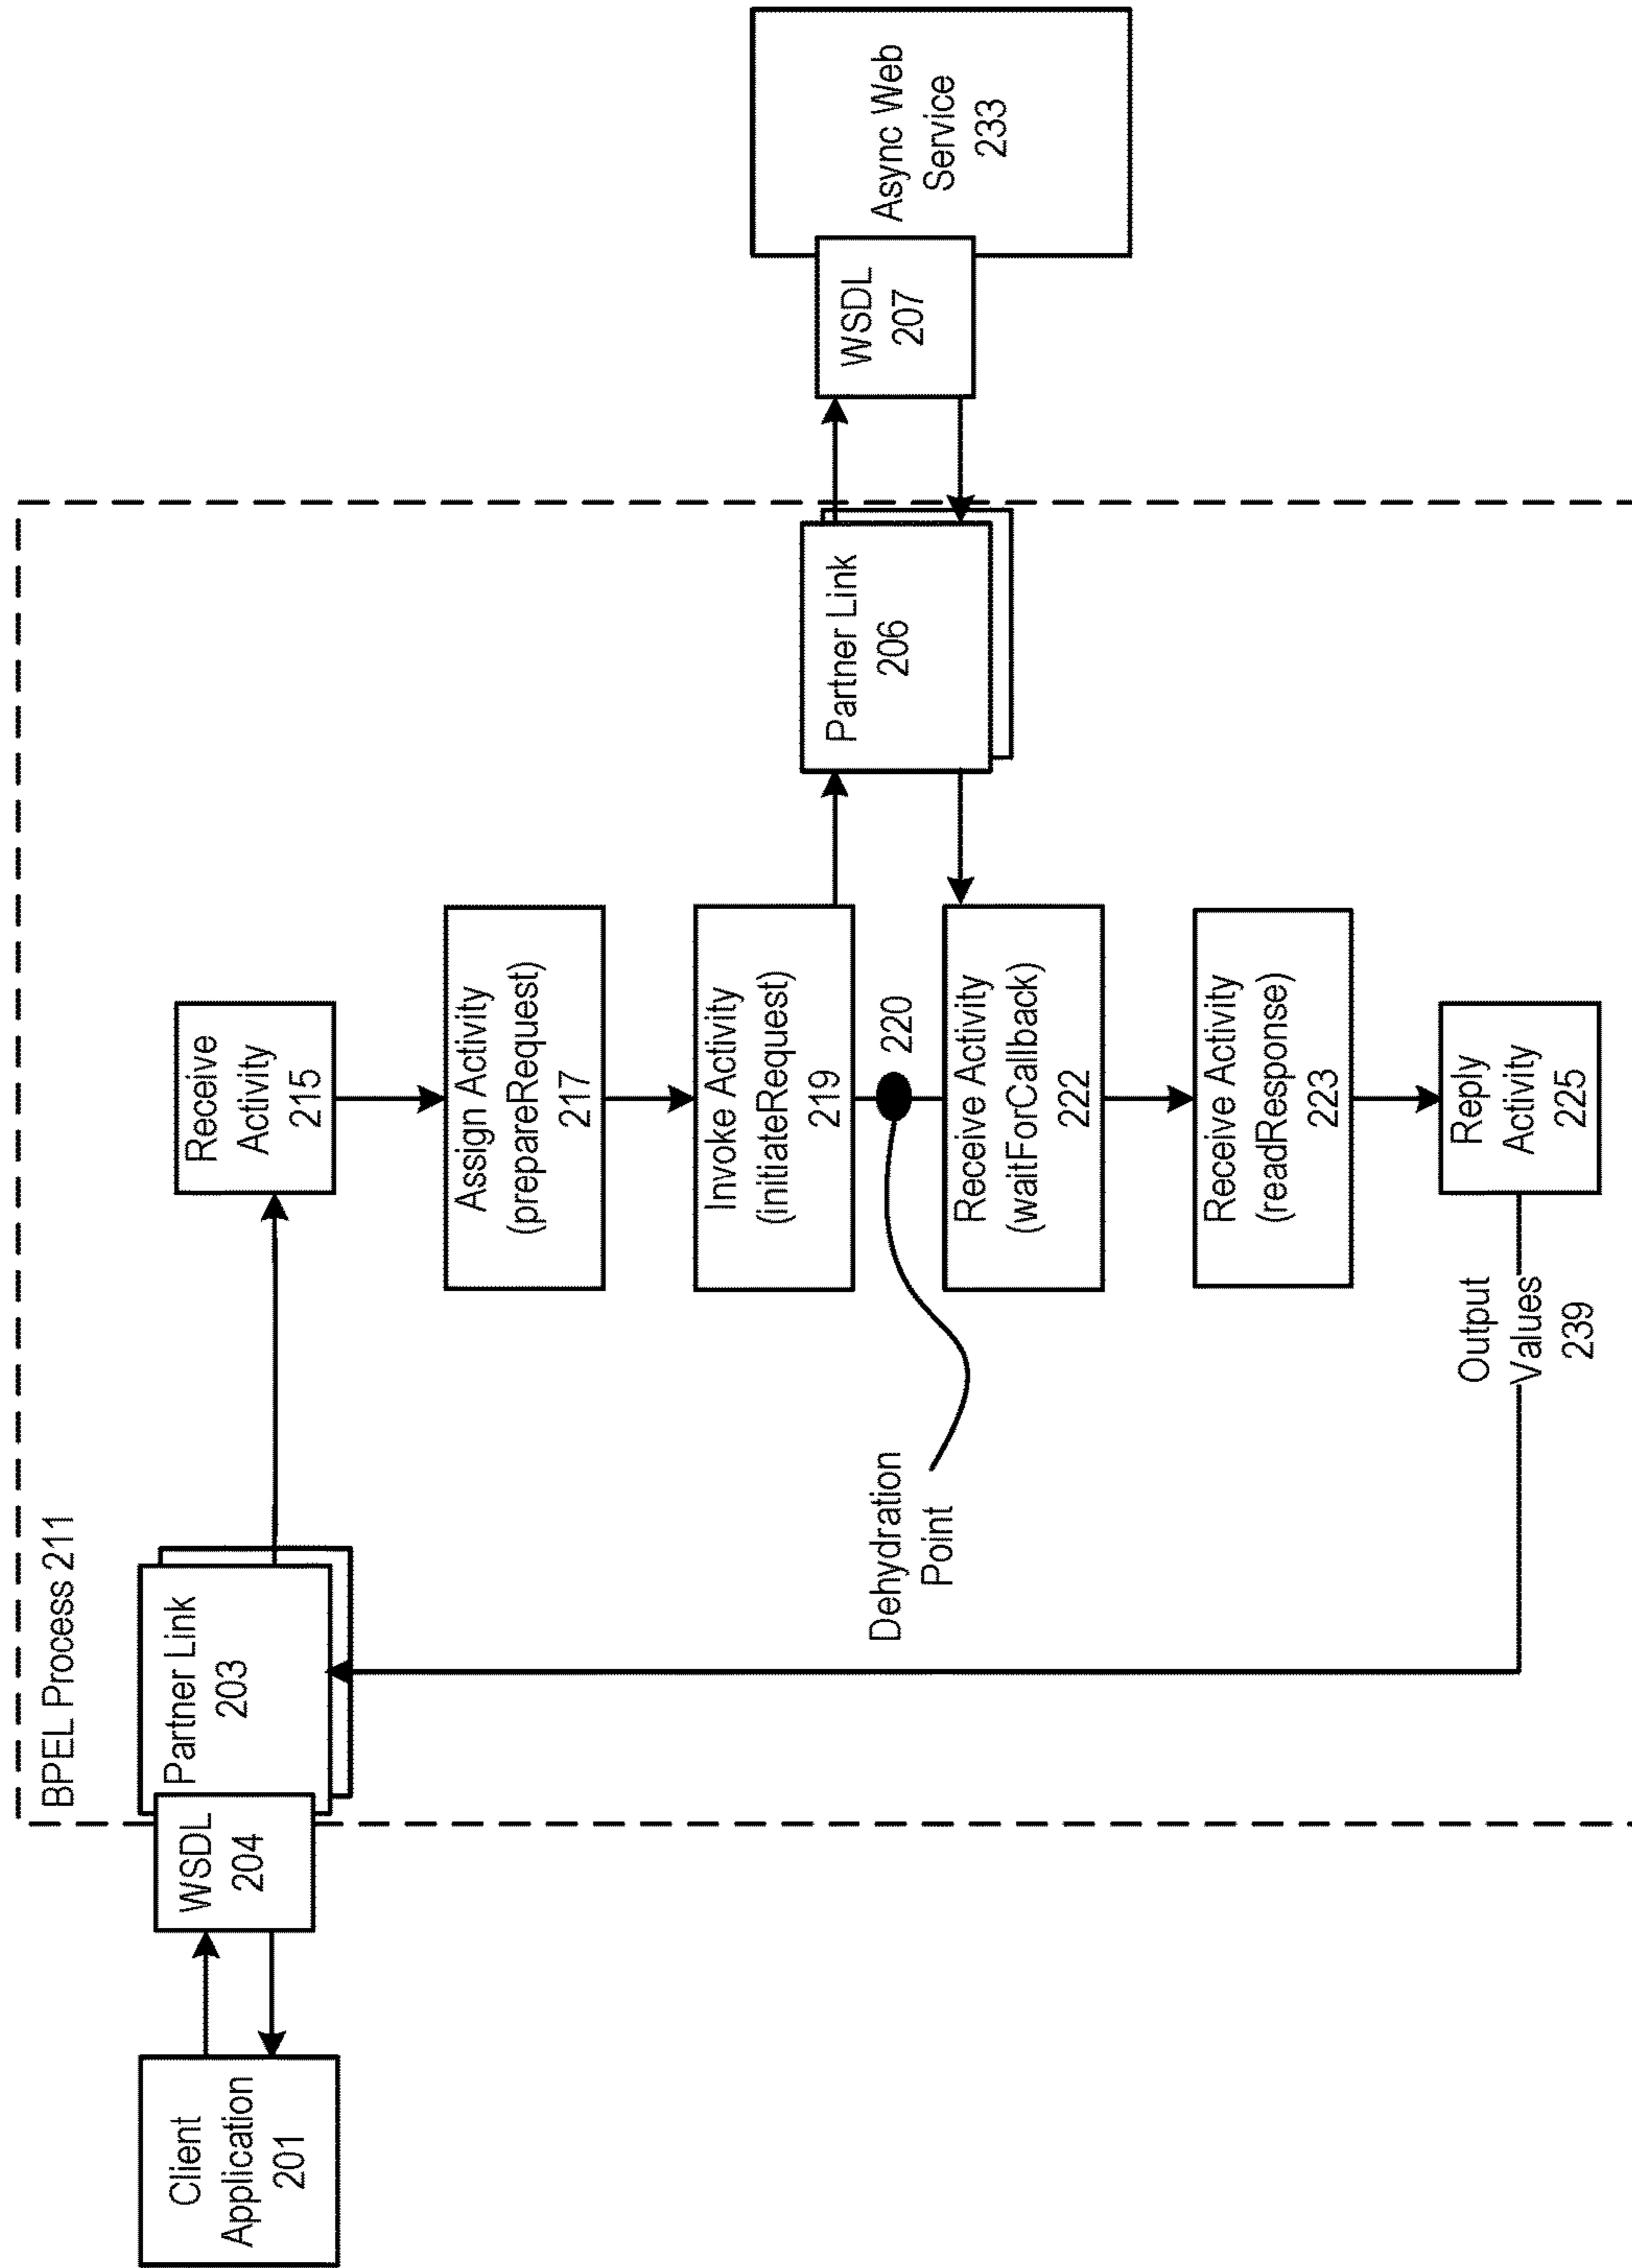 BPEL Process 211
Client
Application
201
WSDL
204
Partner Link
203
Receive
Activity
215
Assign Activity
(prepareRequest)
217
Invoke Activity
(initiateRequest)
219
Dehydration
Point
220
Partner Link
206
WSDL
207
Async Web
Service
233
Receive Activity
(waitForCallback)
222
Receive Activity
(readResponse)
223
Output
Values
239
Reply
Activity
225